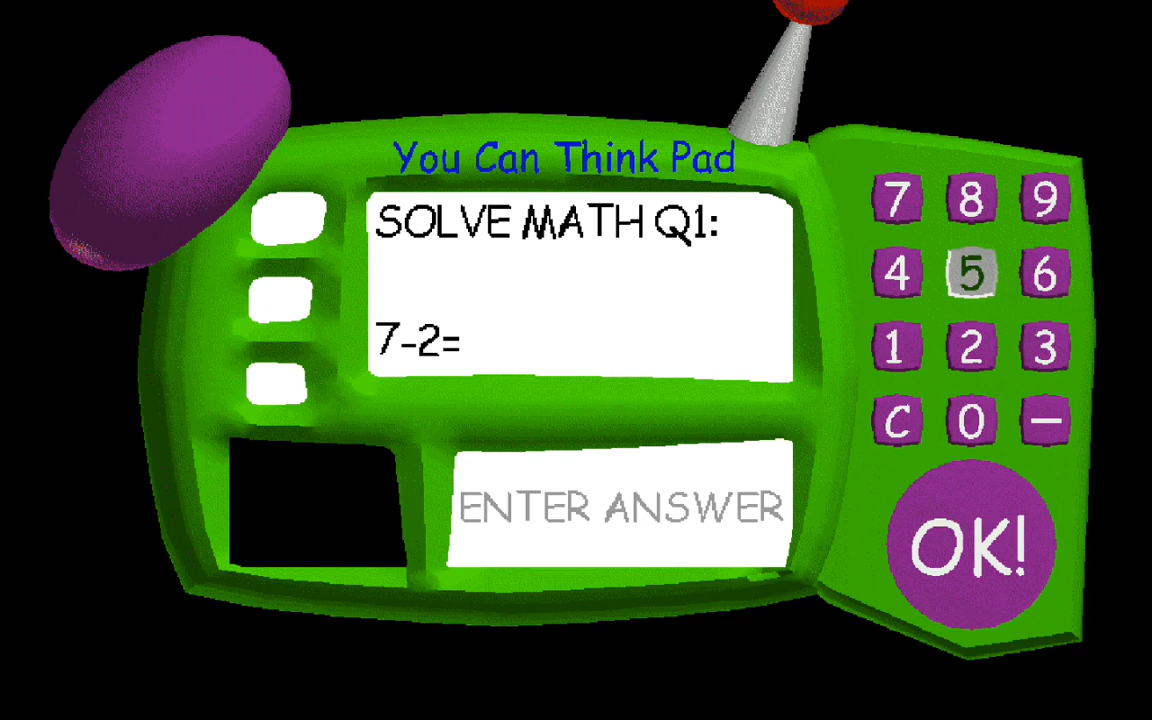 You Can Think Pad
SOLVE MATH Q1:
7-2=
ENTER ANSWER
7 8 9
4 5 6
1 2 3
C 0 −
OK!